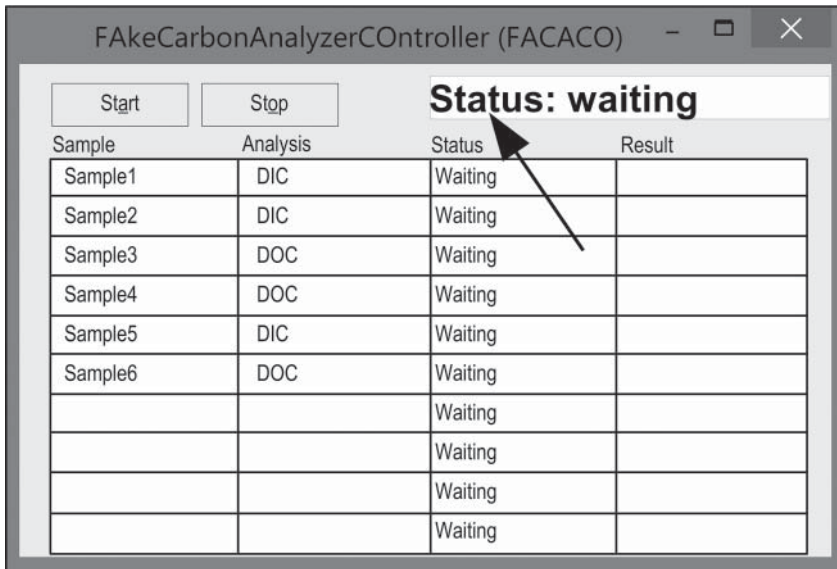 FAkeCarbonAnalyzerCOntroller (FACACO)
Start Stop Status: waiting
Sample Analysis Status Result
Sample1 DIC Waiting
Sample2 DIC Waiting
Sample3 DOC Waiting
Sample4 DOC Waiting
Sample5 DIC Waiting
Sample6 DOC Waiting
Waiting
Waiting
Waiting
Waiting